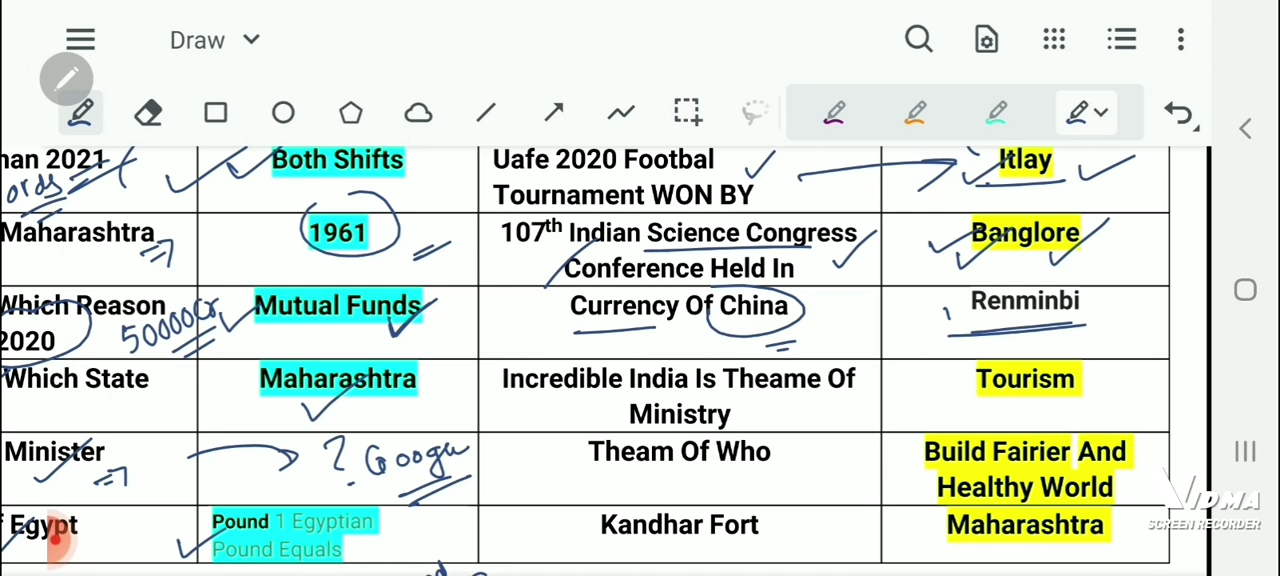 Draw
nan 2021
ords
Both Shifts
Uafe 2020 Footbal
Tournament WON BY
Itlay
Maharashtra
1961
107th Indian Science Congress
Conference Held In
Banglore
Which Reason
2020
50000Cr
Mutual Funds
Currency Of China
Renminbi
Which State
Maharashtra
Incredible India Is Theame Of
Ministry
Tourism
Minister
?
Theam Of Who
Build Fairier And
Healthy World
Egypt
Pound 1 Egyptian
Pound Equals
Kandhar Fort
Maharashtra
VIDMA
SCREEN RECORDER